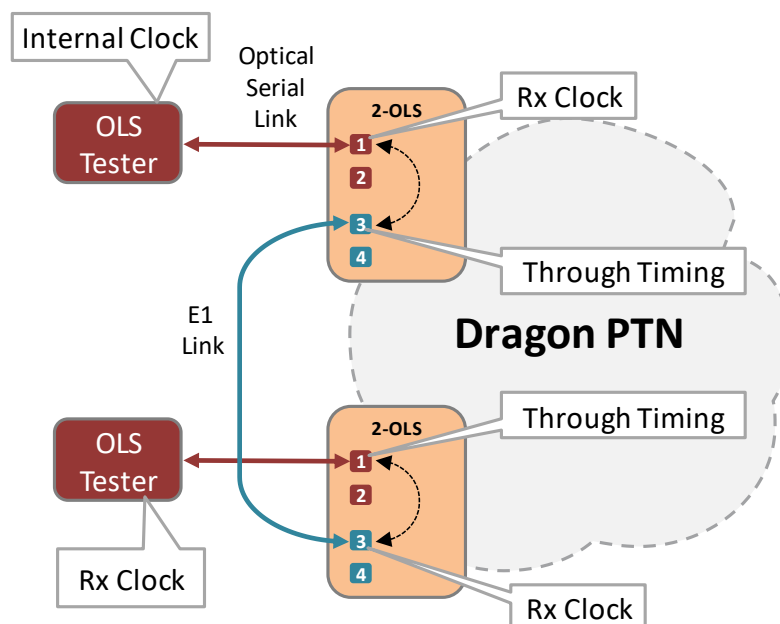 Internal Clock
Optical
Serial
Link
OLS
Tester
2-OLS
Rx Clock
1
2
3
4
Through Timing
E1
Link
Dragon PTN
Through Timing
OLS
Tester
2-OLS
1
2
3
4
Rx Clock
Rx Clock